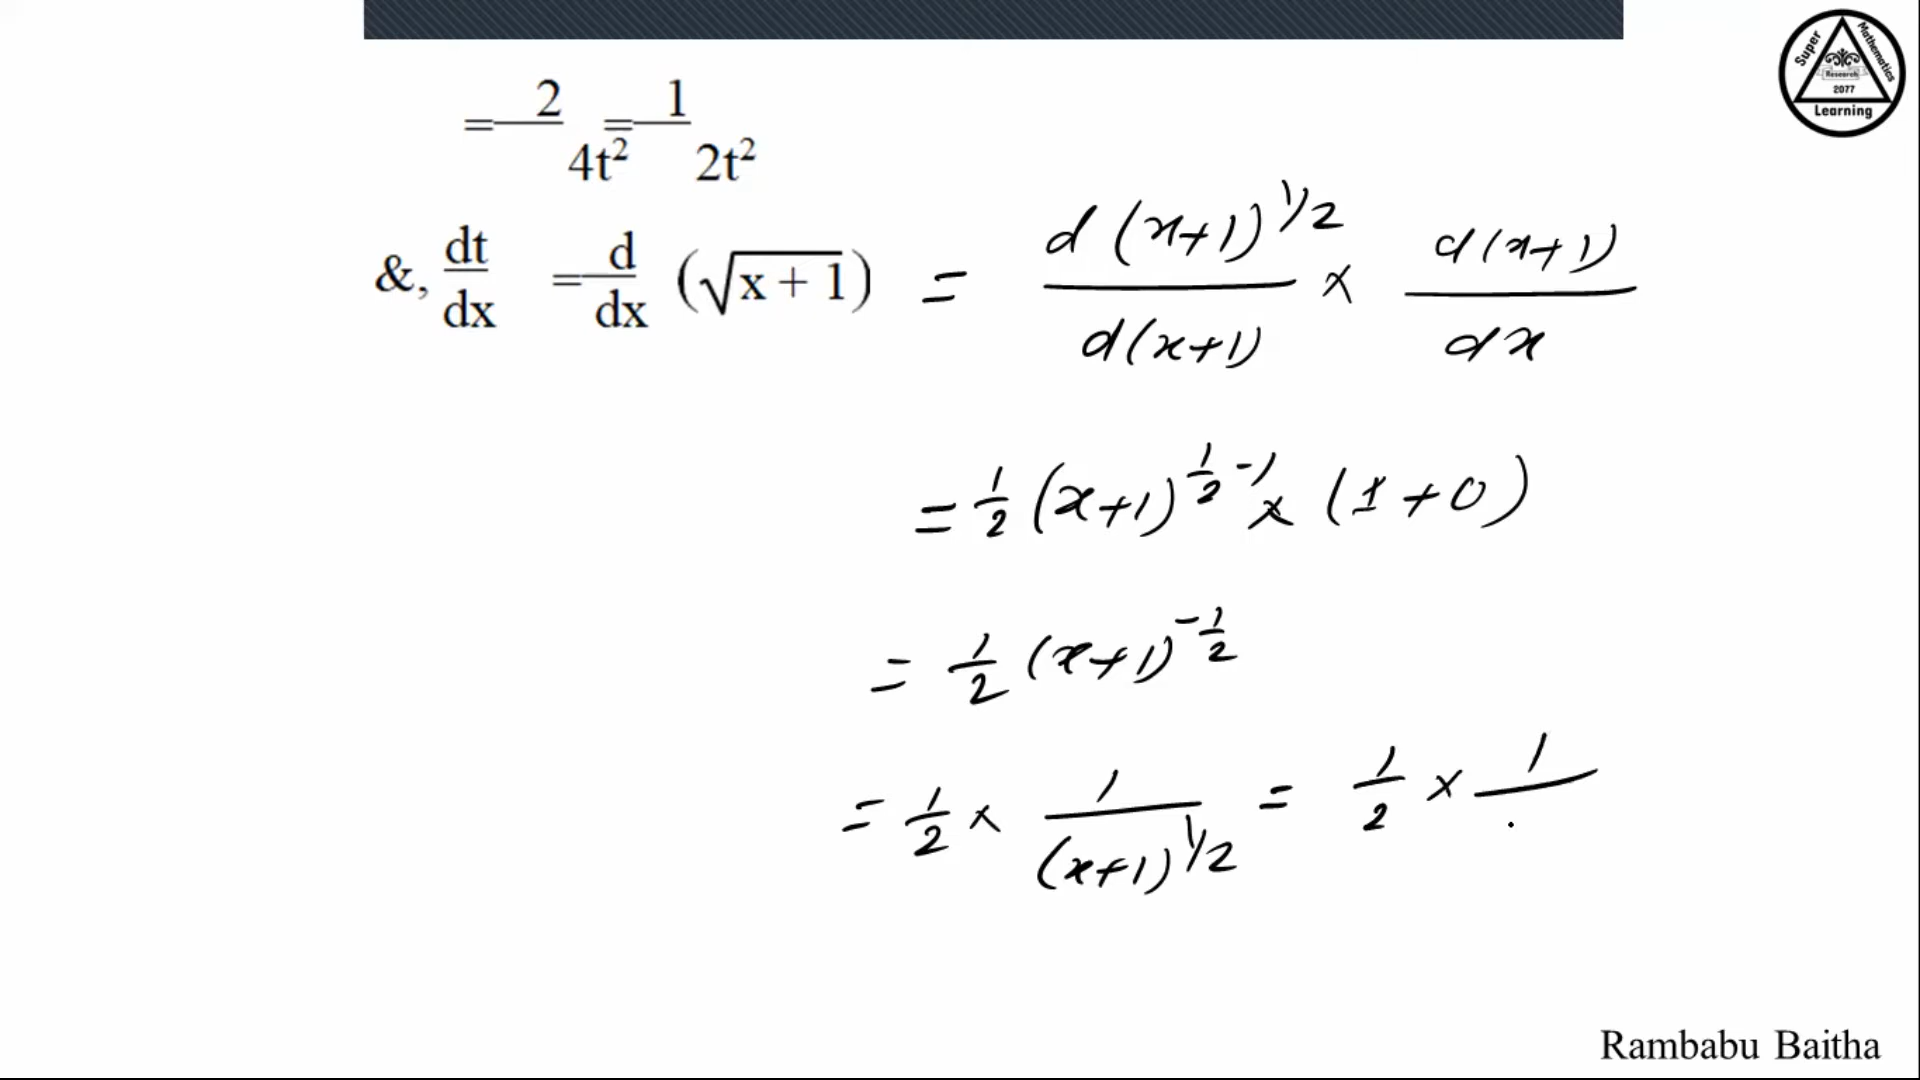 Super Mathematics
Research
2077
Learning
= 2/4t² = 1/2t²
&, dt/dx = d/dx (√(x + 1)) = d(x+1)^1/2 / d(x+1) × d(x+1)/dx
= 1/2 (x+1)^(1/2 -1) × (1+0)
= 1/2 (x+1)^(-1/2)
= 1/2 × 1/(x+1)^1/2 = 1/2 × 1/
Rambabu Baitha